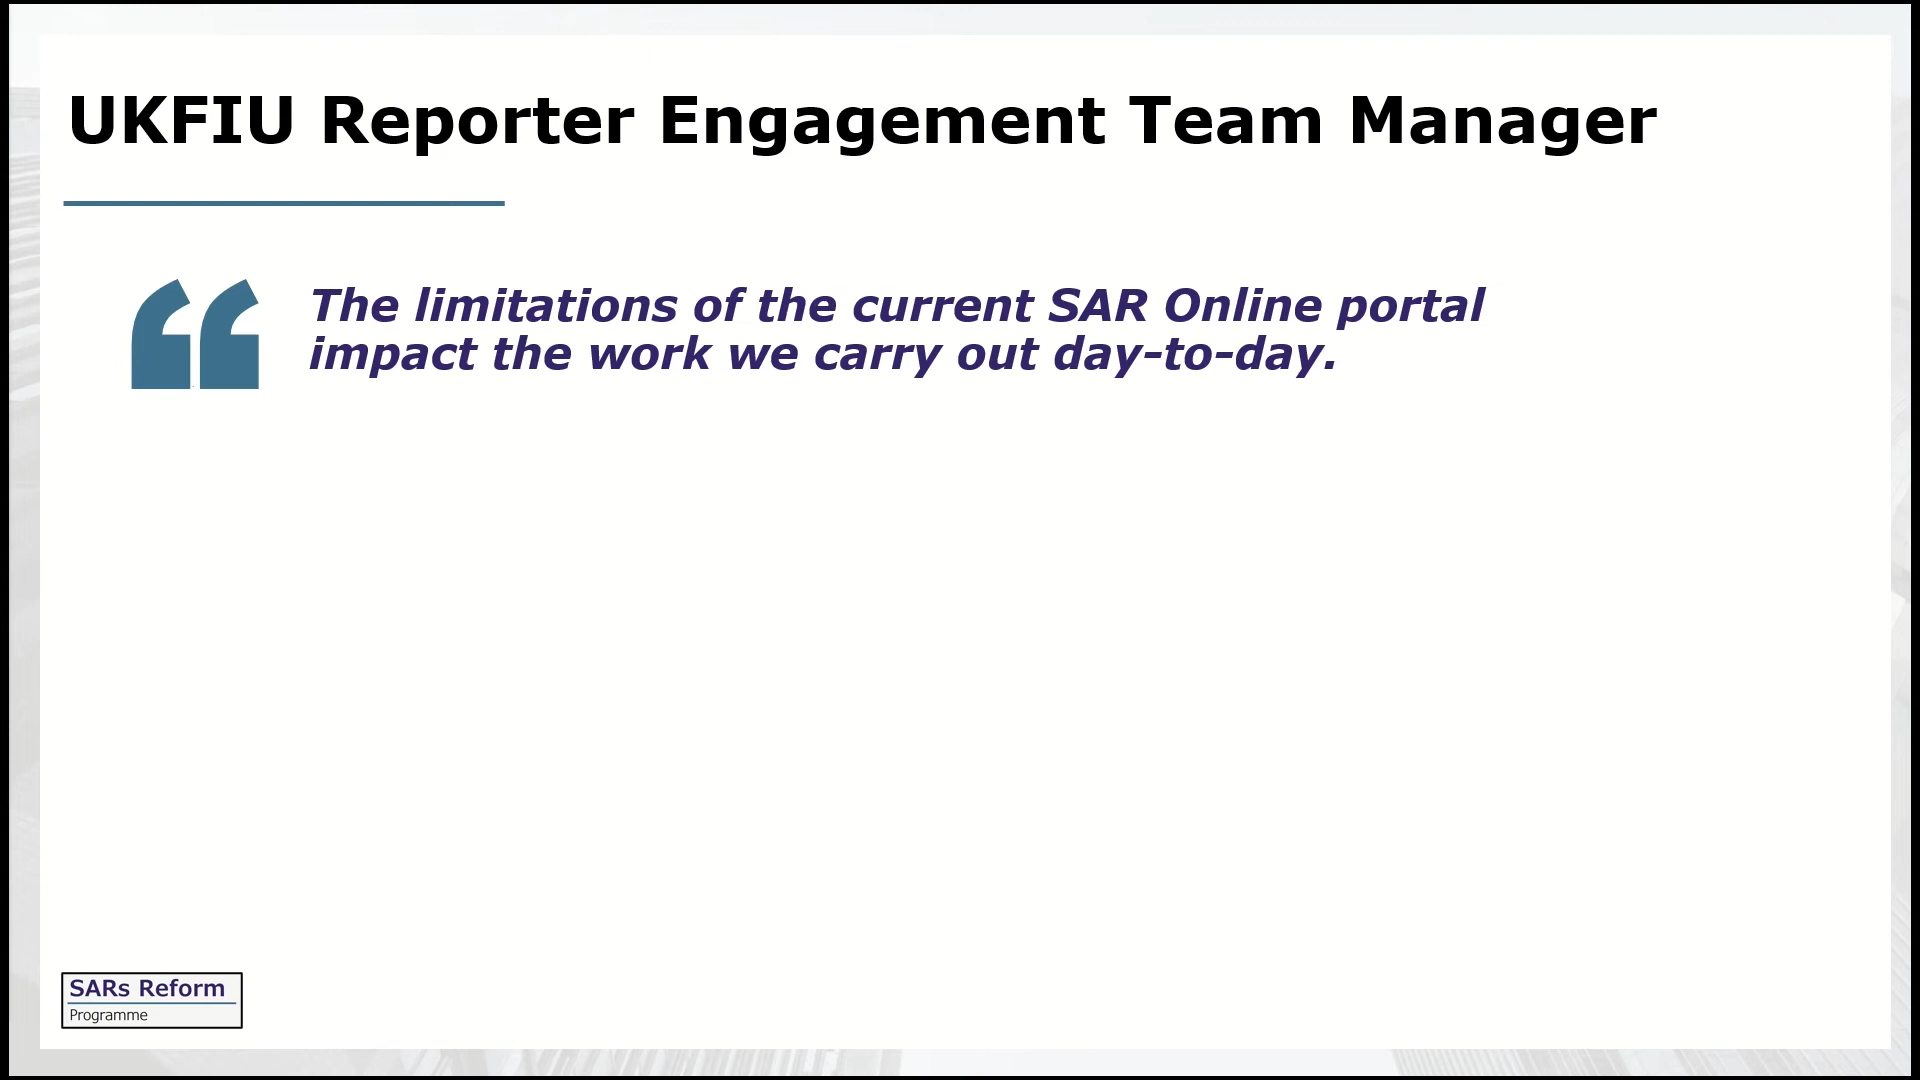 UKFIU Reporter Engagement Team Manager
The limitations of the current SAR Online portal
impact the work we carry out day-to-day.
SARs Reform
Programme